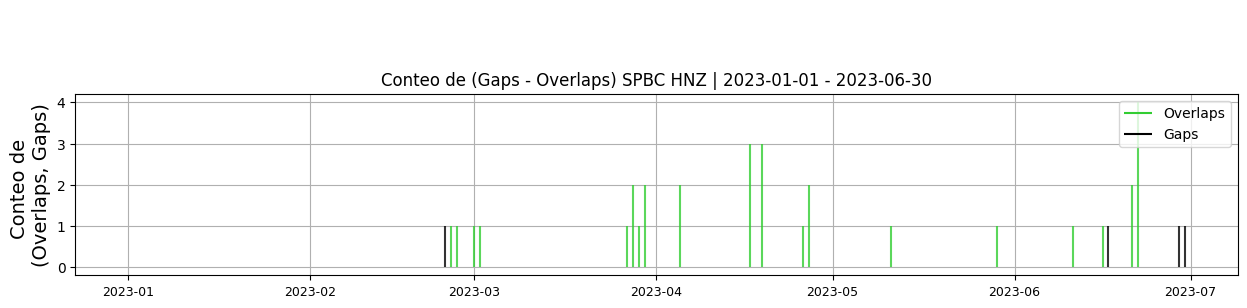 Conteo de (Gaps - Overlaps) SPBC HNZ | 2023-01-01 - 2023-06-30
Conteo de
(Overlaps, Gaps)
4
3
2
1
0
Overlaps
Gaps
2023-01
2023-02
2023-03
2023-04
2023-05
2023-06
2023-07